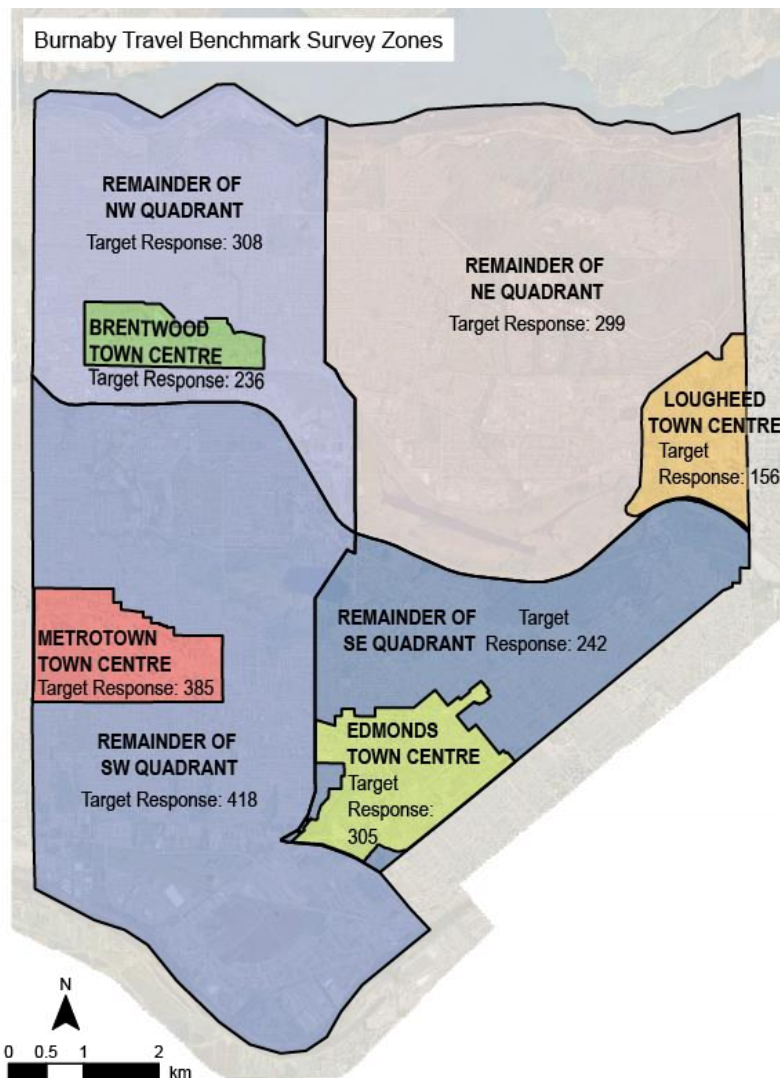 Burnaby Travel Benchmark Survey Zones
REMAINDER OF
NW QUADRANT
Target Response: 308
REMAINDER OF
NE QUADRANT
Target Response: 299
BRENTWOOD
TOWN CENTRE
Target Response: 236
LOUGHEED
TOWN CENTRE
Target
Response: 156
REMAINDER OF
SE QUADRANT
Target
Response: 242
METROTOWN
TOWN CENTRE
Target Response: 385
EDMONDS
TOWN CENTRE
Target
Response:
305
REMAINDER OF
SW QUADRANT
Target Response: 418
N
0 0.5 1 2
km